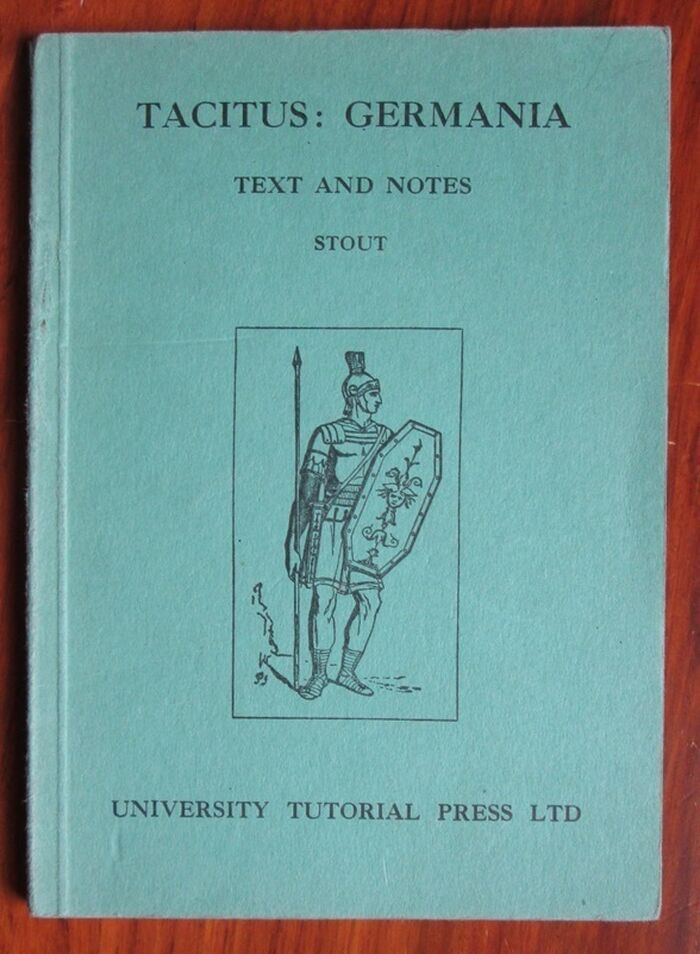 TACITUS: GERMANIA
TEXT AND NOTES
STOUT
UNIVERSITY TUTORIAL PRESS LTD